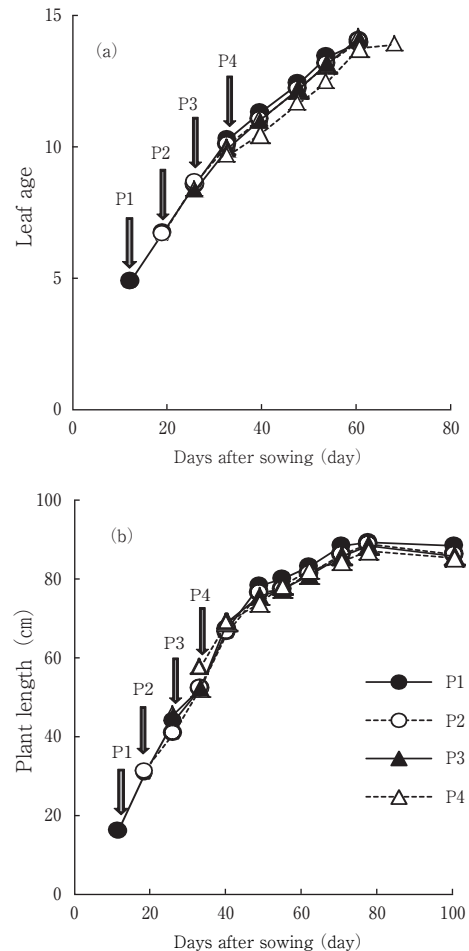 15
(a)
P4
P3
10
P2
P1
Leaf age
5
0
0 20 40 60 80
Days after sowing (day)
100
(b)
80
P4
P3
60
P2
P1
Plant length (cm)
40
20
0
P1
P2
P3
P4
0 20 40 60 80 100
Days after sowing (day)